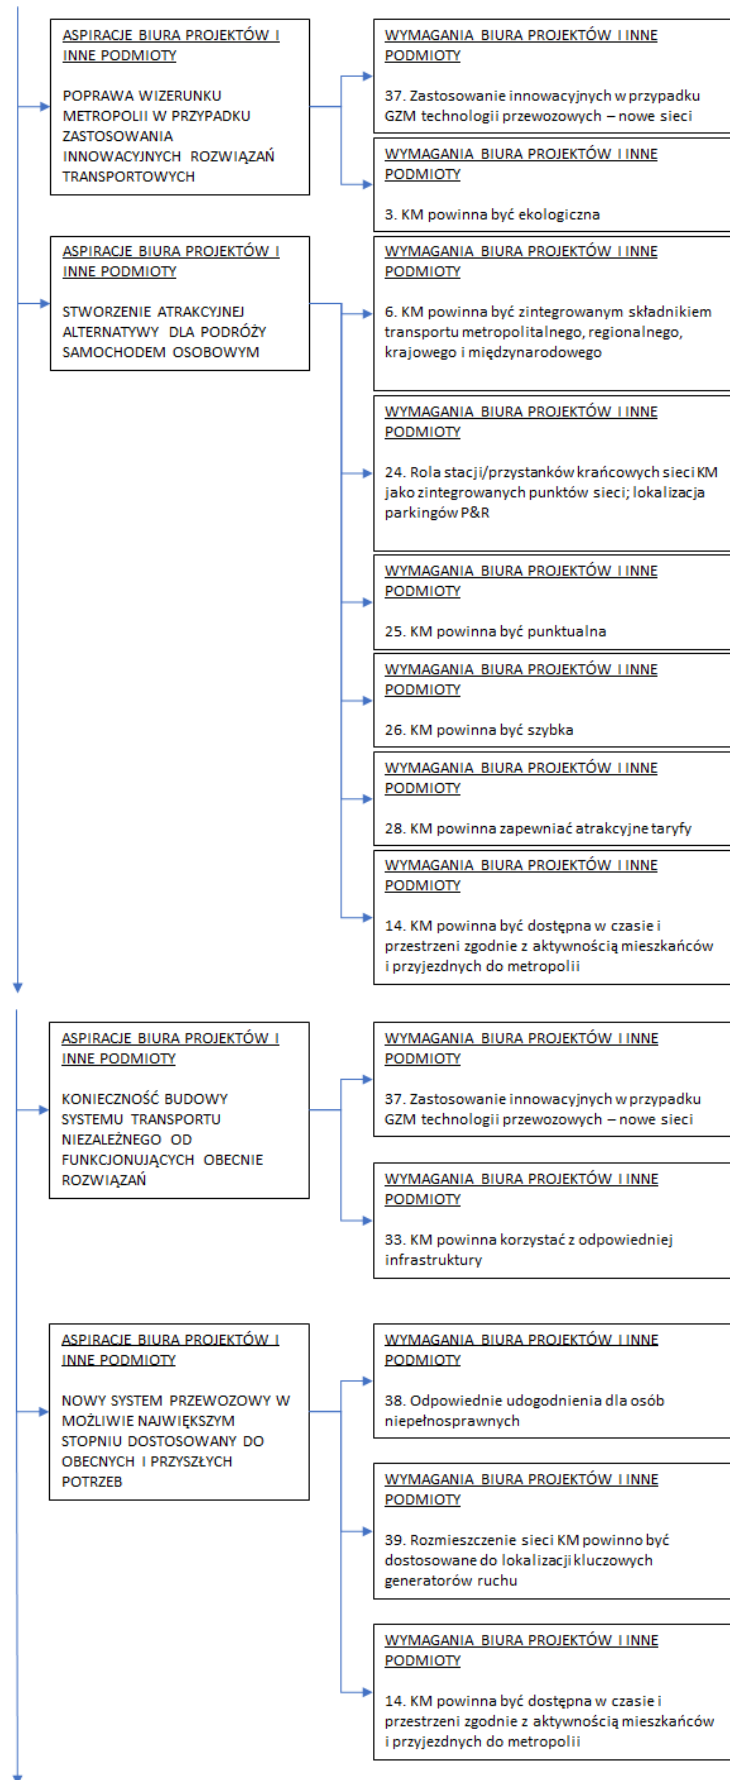 ASPIRACJE BIURA PROJEKTÓW I
INNE PODMIOTY
POPRAWA WIZERUNKU
METROPOLII W PRZYPADKU
ZASTOSOWANIA
INNOWACYJNYCH ROZWIĄZAŃ
TRANSPORTOWYCH
WYMAGANIA BIURA PROJEKTÓW I INNE
PODMIOTY
37. Zastosowanie innowacyjnych w przypadku
GZM technologii przewozowych – nowe sieci
WYMAGANIA BIURA PROJEKTÓW I INNE
PODMIOTY
3. KM powinna być ekologiczna
ASPIRACJE BIURA PROJEKTÓW I
INNE PODMIOTY
STWORZENIE ATRAKCYJNEJ
ALTERNATYWY DLA PODRÓŻY
SAMOCHODEM OSOBOWYM
WYMAGANIA BIURA PROJEKTÓW I INNE
PODMIOTY
6. KM powinna być zintegrowanym składnikiem
transportu metropolitalnego, regionalnego,
krajowego i międzynarodowego
WYMAGANIA BIURA PROJEKTÓW I INNE
PODMIOTY
24. Rola stacji/przystanków krańcowych sieci KM
jako zintegrowanych punktów sieci; lokalizacja
parkingów P&R
WYMAGANIA BIURA PROJEKTÓW I INNE
PODMIOTY
25. KM powinna być punktualna
WYMAGANIA BIURA PROJEKTÓW I INNE
PODMIOTY
26. KM powinna być szybka
WYMAGANIA BIURA PROJEKTÓW I INNE
PODMIOTY
28. KM powinna zapewniać atrakcyjne taryfy
WYMAGANIA BIURA PROJEKTÓW I INNE
PODMIOTY
14. KM powinna być dostępna w czasie i
przestrzeni zgodnie z aktywnością mieszkańców
i przyjezdnych do metropolii
ASPIRACJE BIURA PROJEKTÓW I
INNE PODMIOTY
KONIECZNOŚĆ BUDOWY
SYSTEMU TRANSPORTU
NIEZALEŻNEGO OD
FUNKCJONUJĄCYCH OBECNIE
ROZWIĄZAŃ
WYMAGANIA BIURA PROJEKTÓW I INNE
PODMIOTY
37. Zastosowanie innowacyjnych w przypadku
GZM technologii przewozowych – nowe sieci
WYMAGANIA BIURA PROJEKTÓW I INNE
PODMIOTY
33. KM powinna korzystać z odpowiedniej
infrastruktury
ASPIRACJE BIURA PROJEKTÓW I
INNE PODMIOTY
NOWY SYSTEM PRZEWOZOWY W
MOŻLIWIE NAJWIĘKSZYM
STOPNIU DOSTOSOWANY DO
OBECNYCH I PRZYSZŁYCH
POTRZEB
WYMAGANIA BIURA PROJEKTÓW I INNE
PODMIOTY
38. Odpowiednie udogodnienia dla osób
niepełnosprawnych
WYMAGANIA BIURA PROJEKTÓW I INNE
PODMIOTY
39. Rozmieszczenie sieci KM powinno być
dostosowane do lokalizacji kluczowych
generatorów ruchu
WYMAGANIA BIURA PROJEKTÓW I INNE
PODMIOTY
14. KM powinna być dostępna w czasie i
przestrzeni zgodnie z aktywnością mieszkańców
i przyjezdnych do metropolii